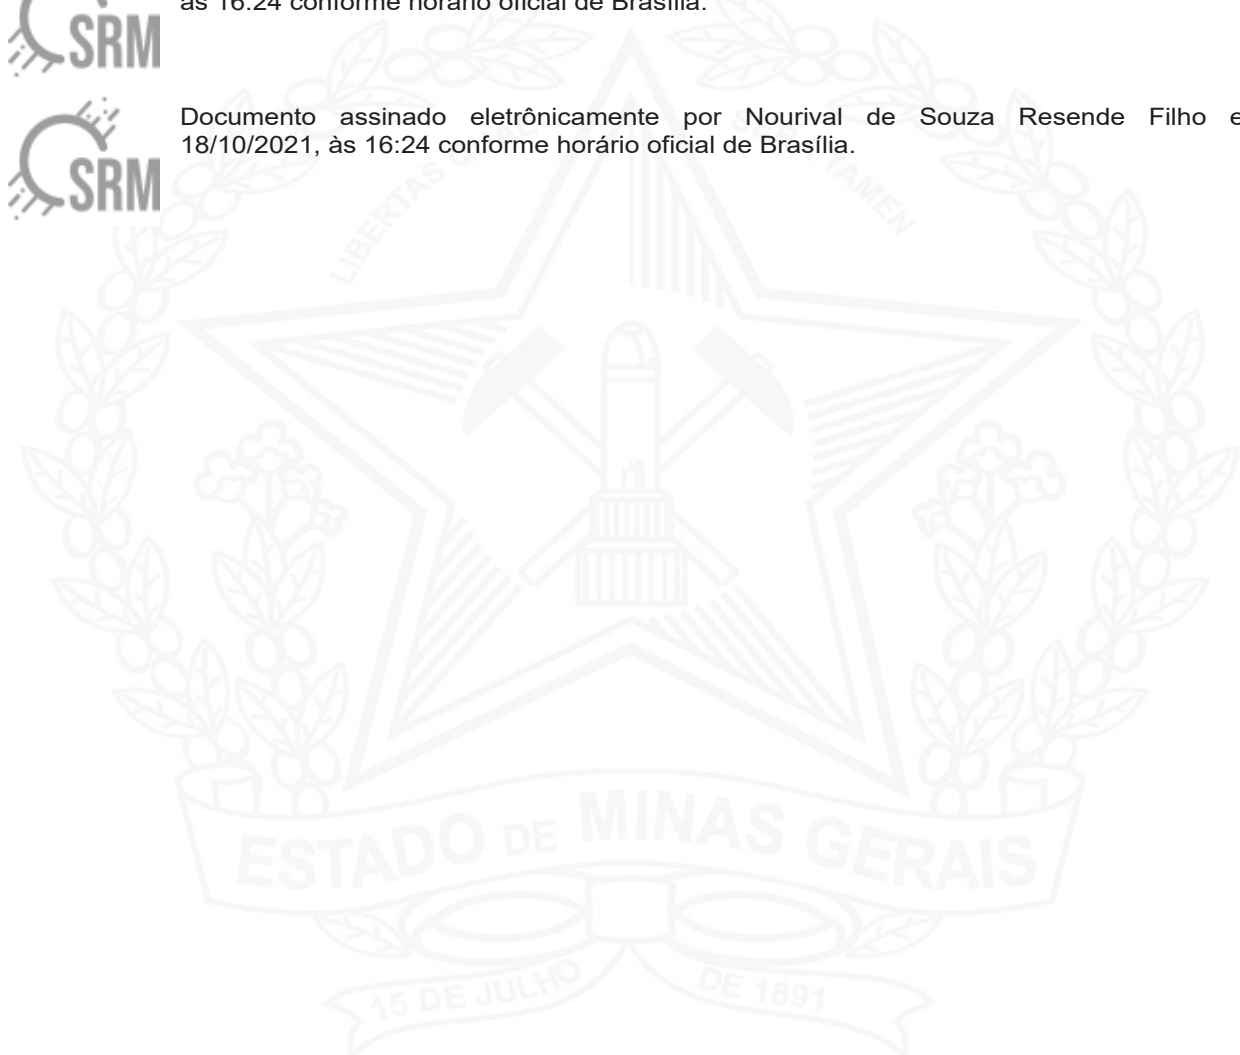 às 16:24 conforme horário oficial de Brasília.
SRM
Documento assinado eletrônicamente por Nourival de Souza Resende Filho e
18/10/2021, às 16:24 conforme horário oficial de Brasília.
SRM
LIBERTAS TAMEN
ESTADO DE MINAS GERAIS
15 DE JULHO DE 1891